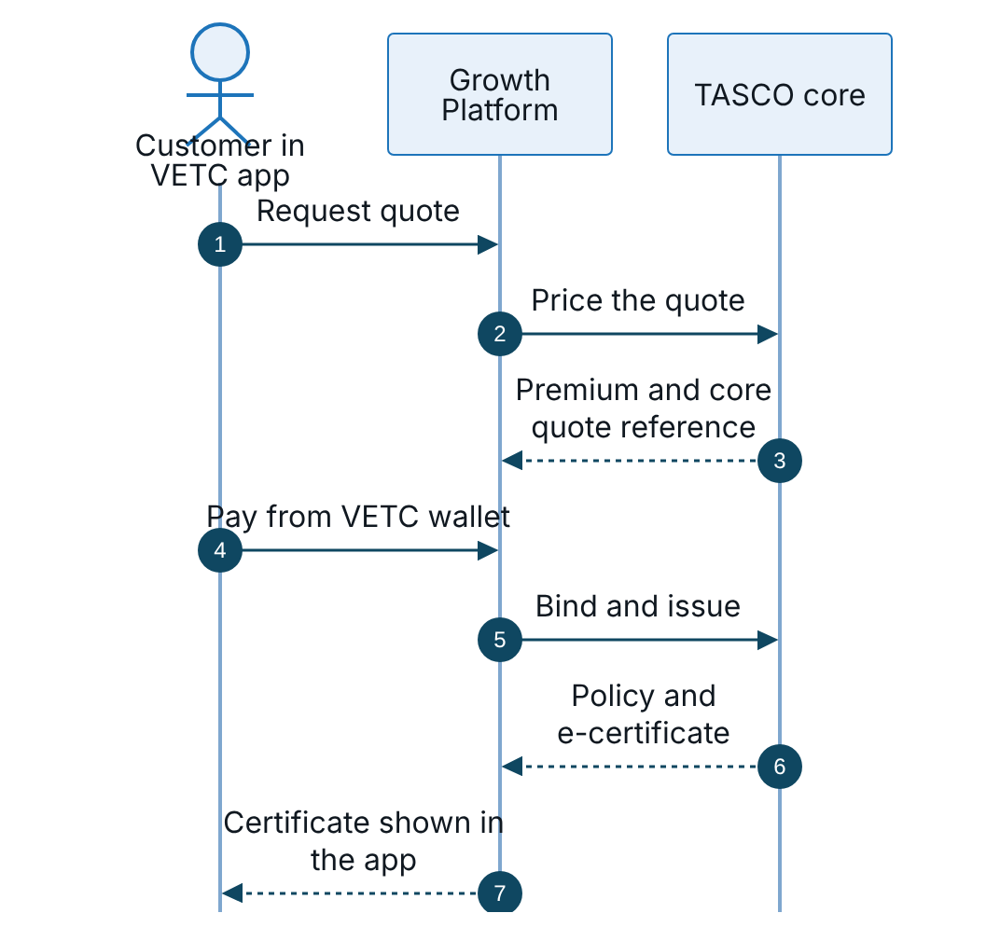 Customer in
VETC app
Growth
Platform
TASCO core
Request quote
1
Price the quote
2
Premium and core
quote reference
3
Pay from VETC wallet
4
Bind and issue
5
Policy and
e-certificate
6
Certificate shown in
the app
7